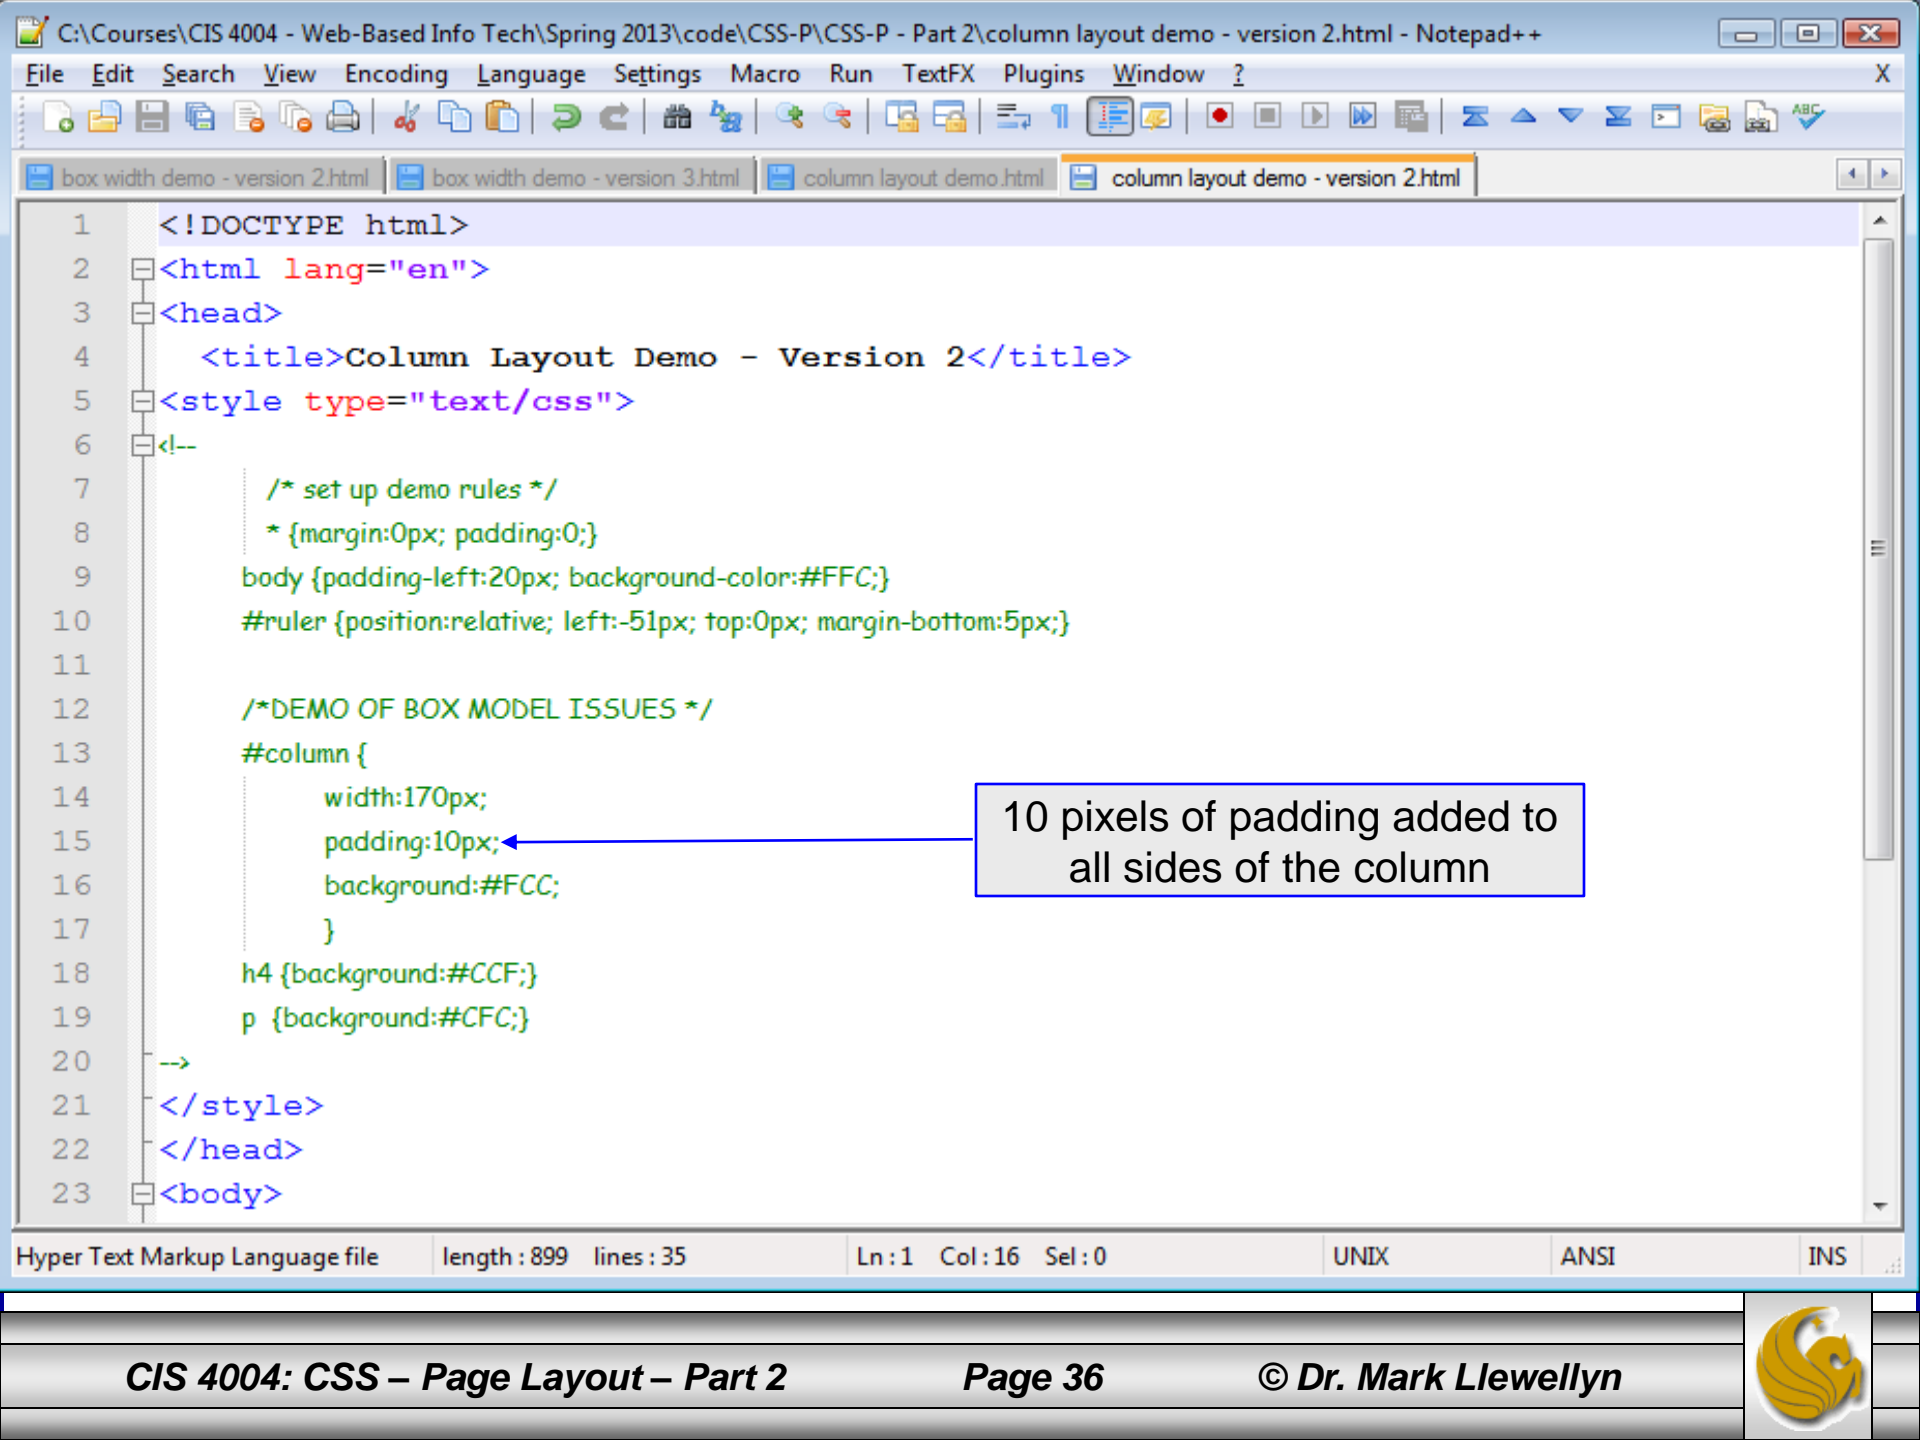 C:\Courses\CIS 4004 - Web-Based Info Tech\Spring 2013\code\CSS-P\CSS-P - Part 2\column layout demo - version 2.html - Notepad++
File Edit Search View Encoding Language Settings Macro Run TextFX Plugins Window ? X
box width demo - version 2.html box width demo - version 3.html column layout demo.html column layout demo - version 2.html
1 <!DOCTYPE html>
2 <html lang="en">
3 <head>
4 <title>Column Layout Demo - Version 2</title>
5 <style type="text/css">
6 <!--
7 /* set up demo rules */
8 * {margin:0px; padding:0;}
9 body {padding-left:20px; background-color:#FFC;}
10 #ruler {position:relative; left:-51px; top:0px; margin-bottom:5px;}
11
12 /*DEMO OF BOX MODEL ISSUES */
13 #column {
14 width:170px;
15 padding:10px;
16 background:#FCC;
17 }
18 h4 {background:#CCF;}
19 p {background:#CFC;}
20 -->
21 </style>
22 </head>
23 <body>
10 pixels of padding added to
all sides of the column
Hyper Text Markup Language file length : 899 lines : 35 Ln : 1 Col : 16 Sel : 0 UNIX ANSI INS
CIS 4004: CSS – Page Layout – Part 2 Page 36 © Dr. Mark Llewellyn